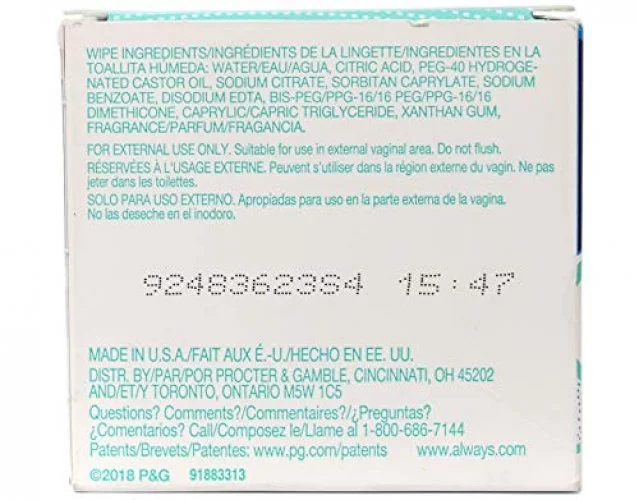 WIPE INGREDIENTS/INGRÉDIENTS DE LA LINGETTE/INGREDIENTES EN LA
TOALLITA HÚMEDA: WATER/EAU/AGUA, CITRIC ACID, PEG-40 HYDROGE-
NATED CASTOR OIL, SODIUM CITRATE, SORBITAN CAPRYLATE, SODIUM
BENZOATE, DISODIUM EDTA, BIS-PEG/PPG-16/16 PEG/PPG-16/16
DIMETHICONE, CAPRYLIC/CAPRIC TRIGLYCERIDE, XANTHAN GUM,
FRAGRANCE/PARFUM/FRAGANCIA.
FOR EXTERNAL USE ONLY. Suitable for use in external vaginal area. Do not flush.
RÉSERVÉES À L'USAGE EXTERNE. Peuvent s'utiliser dans la région externe du vagin. Ne pas
jeter dans les toilettes.
SOLO PARA USO EXTERNO. Apropiadas para uso en la parte externa de la vagina.
No las deseche en el inodoro.
9248362354 15:47
MADE IN U.S.A./FAIT AUX É.-U./HECHO EN EE. UU.
DISTR. BY/PAR/POR PROCTER & GAMBLE, CINCINNATI, OH 45202
AND/ET/Y TORONTO, ONTARIO M5W 1C5
Questions? Comments?/Commentaires?/¿Preguntas?
¿Comentarios? Call/Composez le/Llame al 1-800-686-7144
Patents/Brevets/Patentes: www.pg.com/patents www.always.com
©2018 P&G 91883313